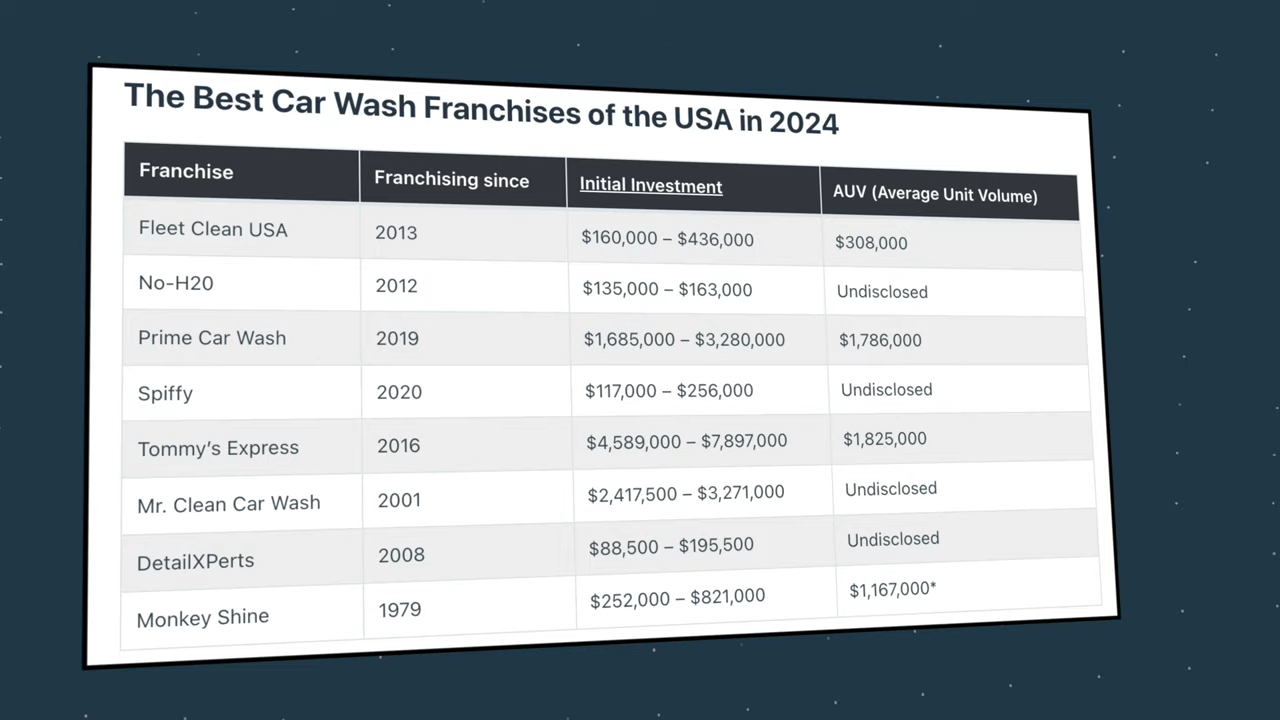 The Best Car Wash Franchises of the USA in 2024
Franchise Franchising since Initial Investment AUV (Average Unit Volume)
Fleet Clean USA 2013 $160,000 – $436,000 $308,000
No-H20 2012 $135,000 – $163,000 Undisclosed
Prime Car Wash 2019 $1,685,000 – $3,280,000 $1,786,000
Spiffy 2020 $117,000 – $256,000 Undisclosed
Tommy’s Express 2016 $4,589,000 – $7,897,000 $1,825,000
Mr. Clean Car Wash 2001 $2,417,500 – $3,271,000 Undisclosed
DetailXPerts 2008 $88,500 – $195,500 Undisclosed
Monkey Shine 1979 $252,000 – $821,000 $1,167,000*